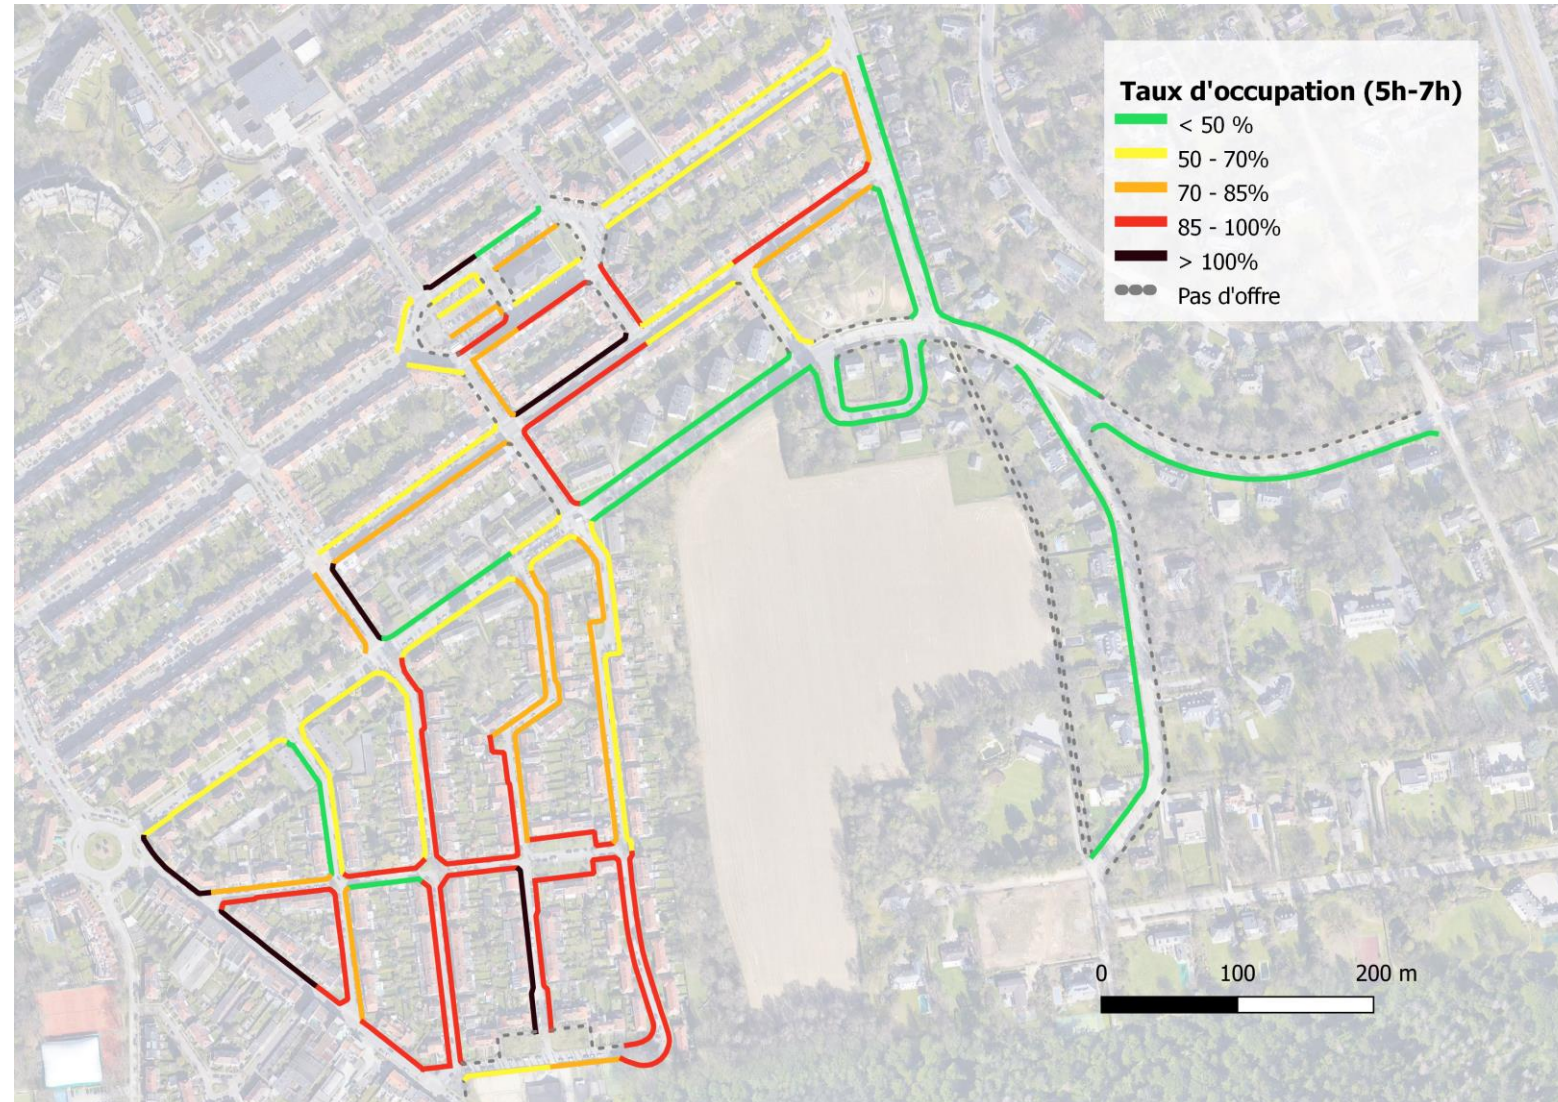 Taux d'occupation (5h-7h)
< 50 %
50 - 70%
70 - 85%
85 - 100%
> 100%
Pas d'offre
0 100 200 m